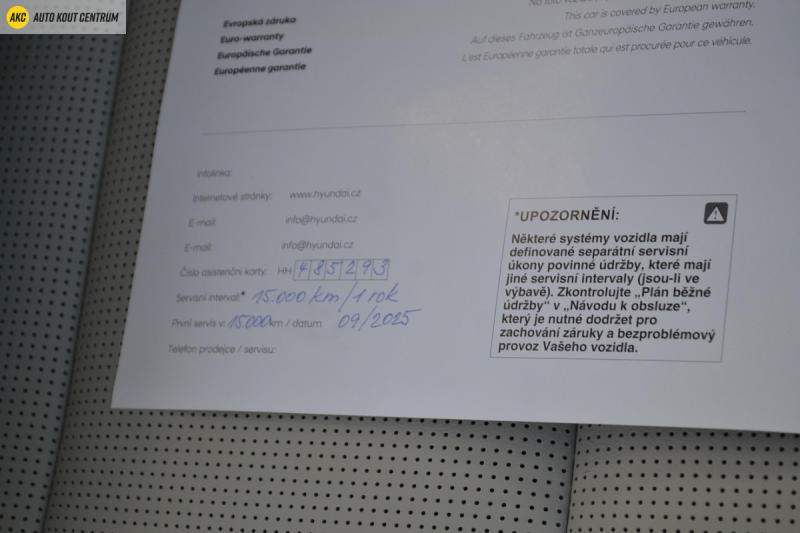 AKC AUTO KOUT CENTRUM
Evropská záruka
Euro-warranty
Europäische Garantie
Européenne garantie
This car is covered by European warranty.
Auf dieses Fahrzeug ist Ganzeuropäische Garantie gewähren.
L'est Européenne garantie totale qui est procurée pour ce véhicule.
Infolinka:
Internetové stránky: www.hyundai.cz
E-mail: info@hyundai.cz
E-mail: info@hyundai.cz
Číslo asistenční karty: HH 485293
Servisní interval:* 15.000 km/1 rok
První servis v: 15000 km / datum 09/2025
Telefon prodejce / servisu:
*UPOZORNĚNÍ:
Některé systémy vozidla mají
definované separátní servisní
úkony povinné údržby, které mají
jiné servisní intervaly (jsou-li ve
výbavě). Zkontrolujte „Plán běžné
údržby“ v „Návodu k obsluze“,
který je nutné dodržet pro
zachování záruky a bezproblémový
provoz Vašeho vozidla.